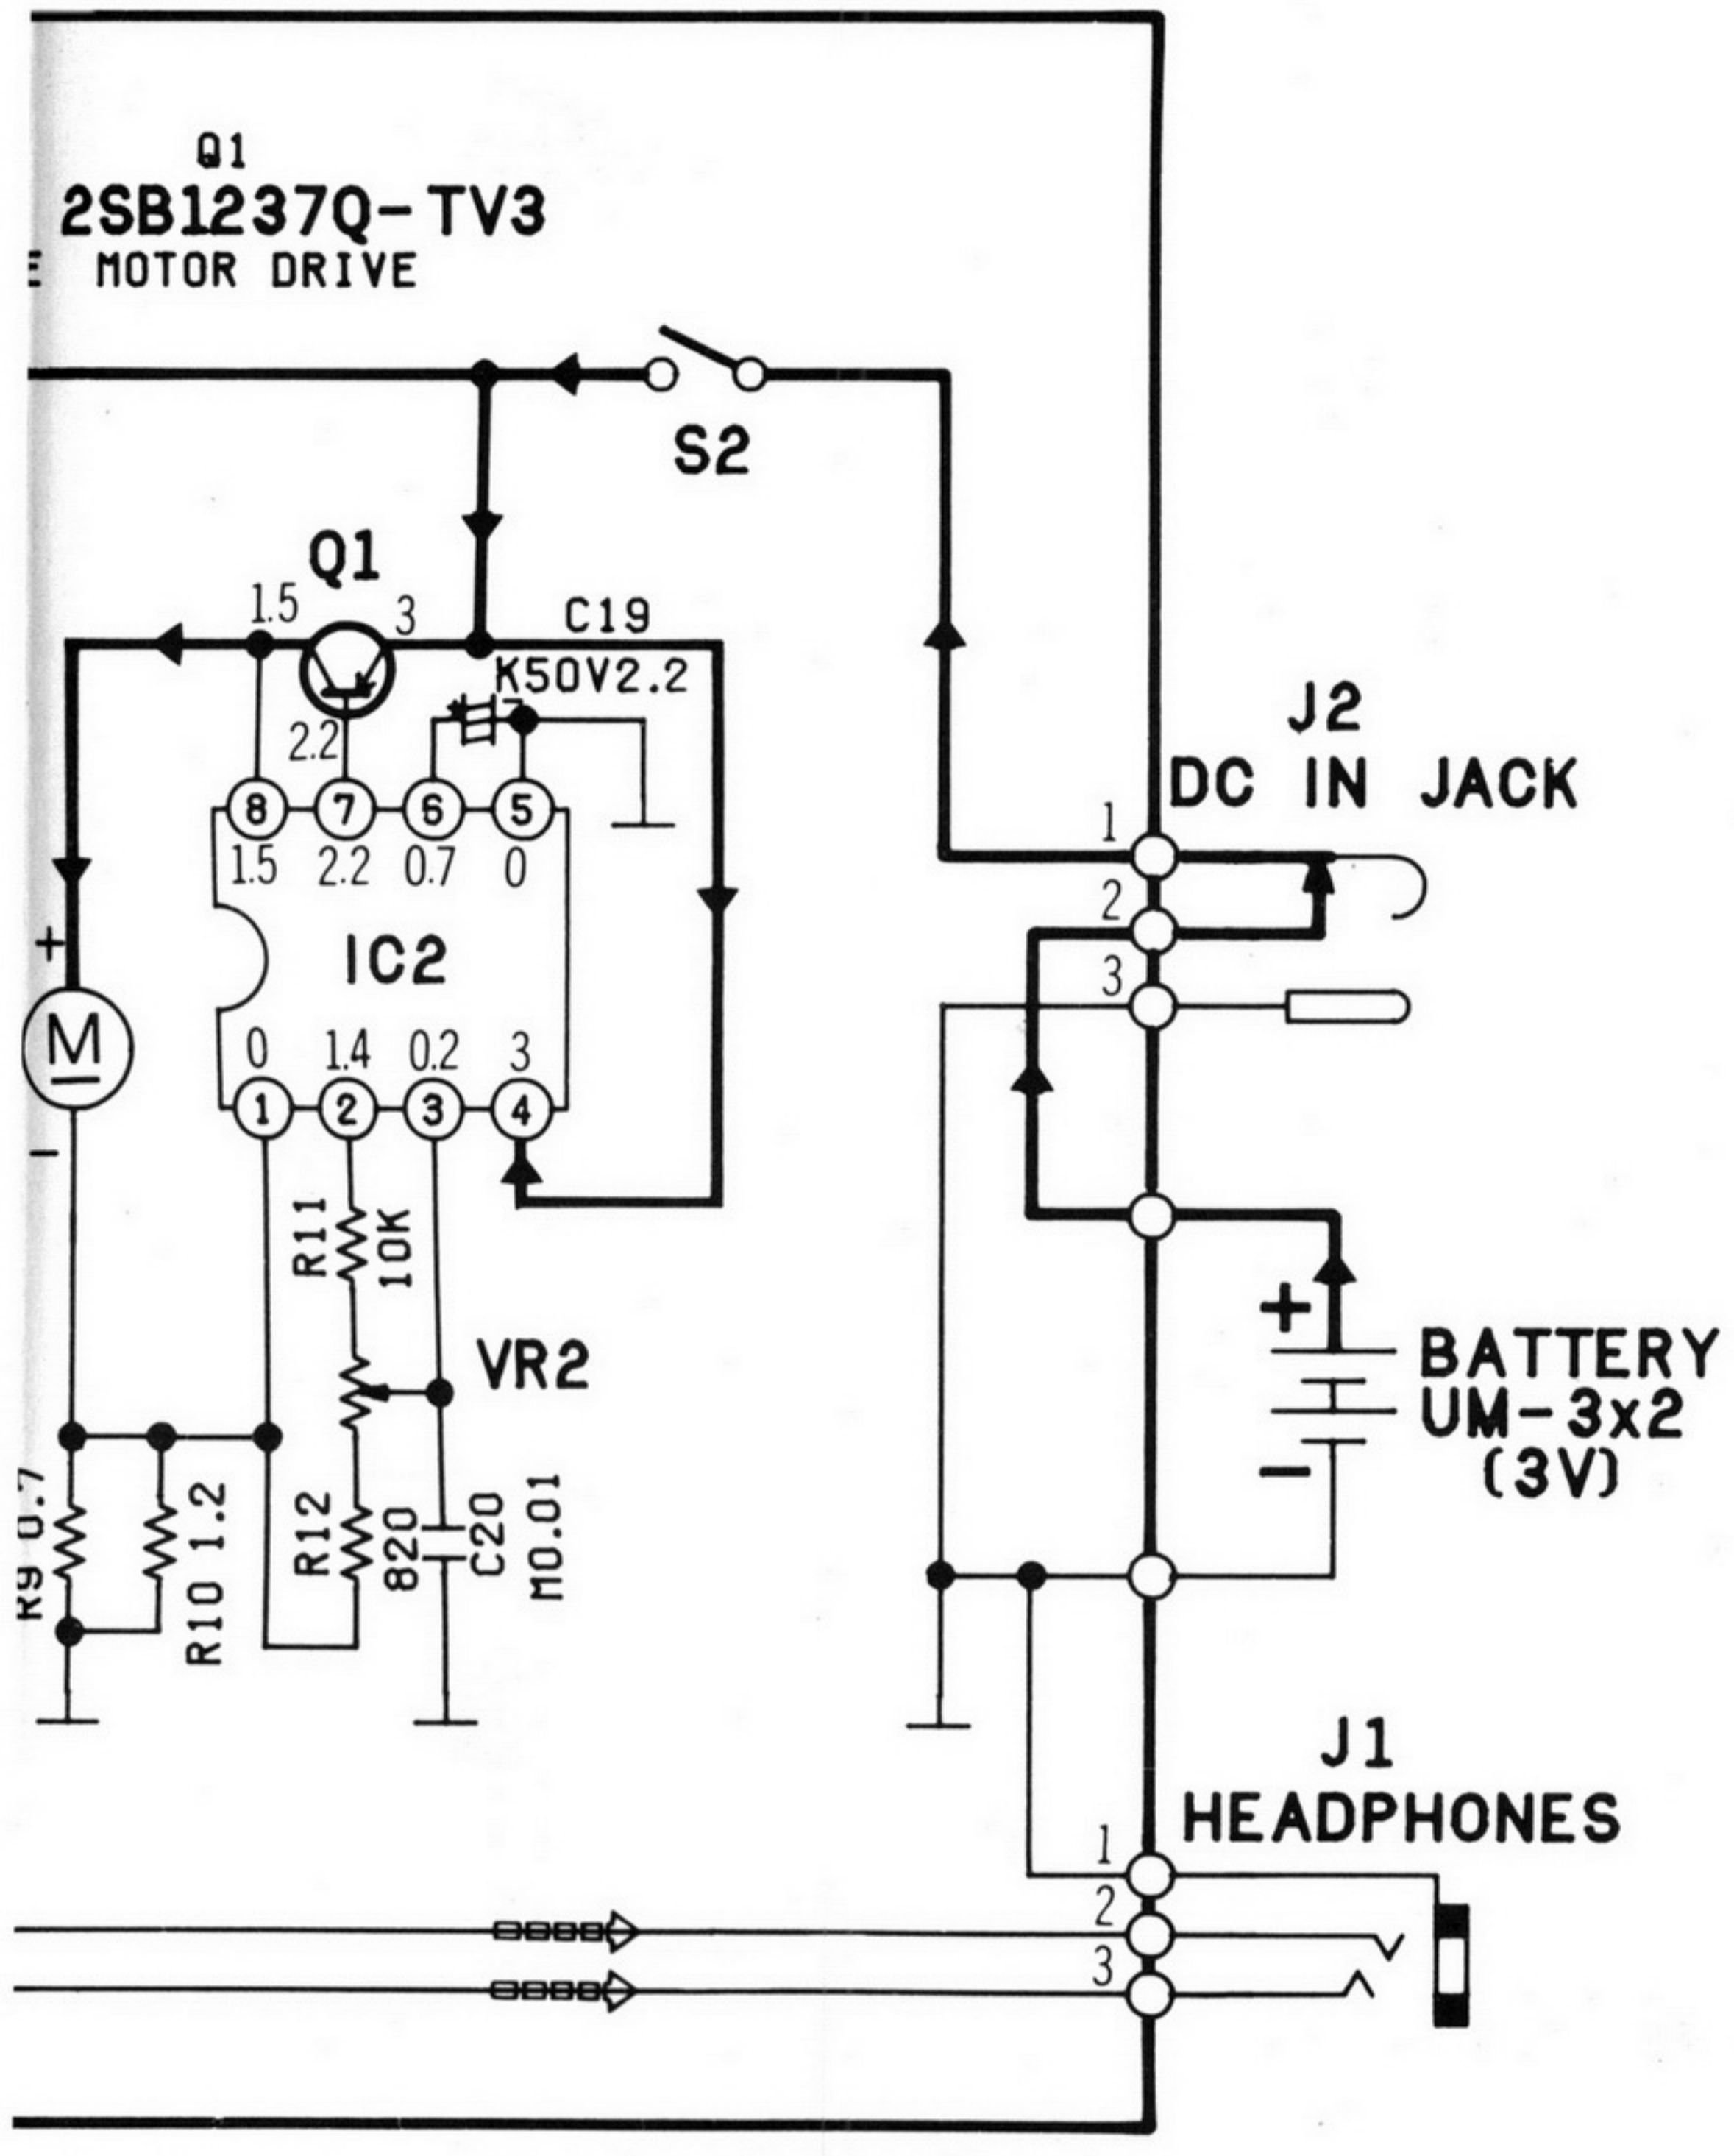 Q1
2SB1237Q-TV3
E MOTOR DRIVE
S2
Q1
1.5
3
C19
K50V2.2
+
-
2.2
8
7
6
5
1.5
2.2
0.7
0
IC2
+
M
-
0
1.4
0.2
3
1
2
3
4
R11
10K
VR2
R9 0.7
R10 1.2
R12
820
C20
M0.01
J2
DC IN JACK
1
2
3
+
BATTERY
UM-3x2
(3V)
-
J1
HEADPHONES
1
2
3